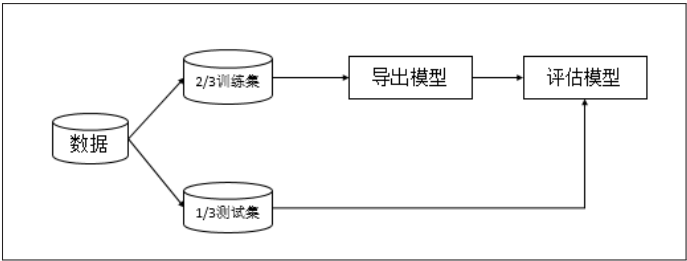 数据
2/3训练集
导出模型
评估模型
1/3测试集